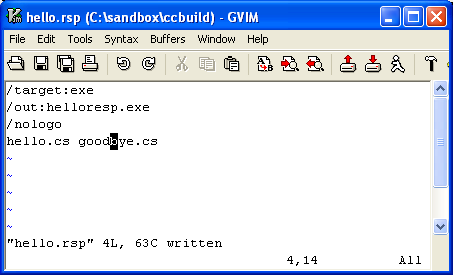 hello.rsp (C:\sandbox\ccbuild) - GVIM
File Edit Tools Syntax Buffers Window Help
/target:exe
/out:helloresp.exe
/nologo
hello.cs goodbye.cs
~
~
~
~
~
"hello.rsp" 4L, 63C written
4,14 All